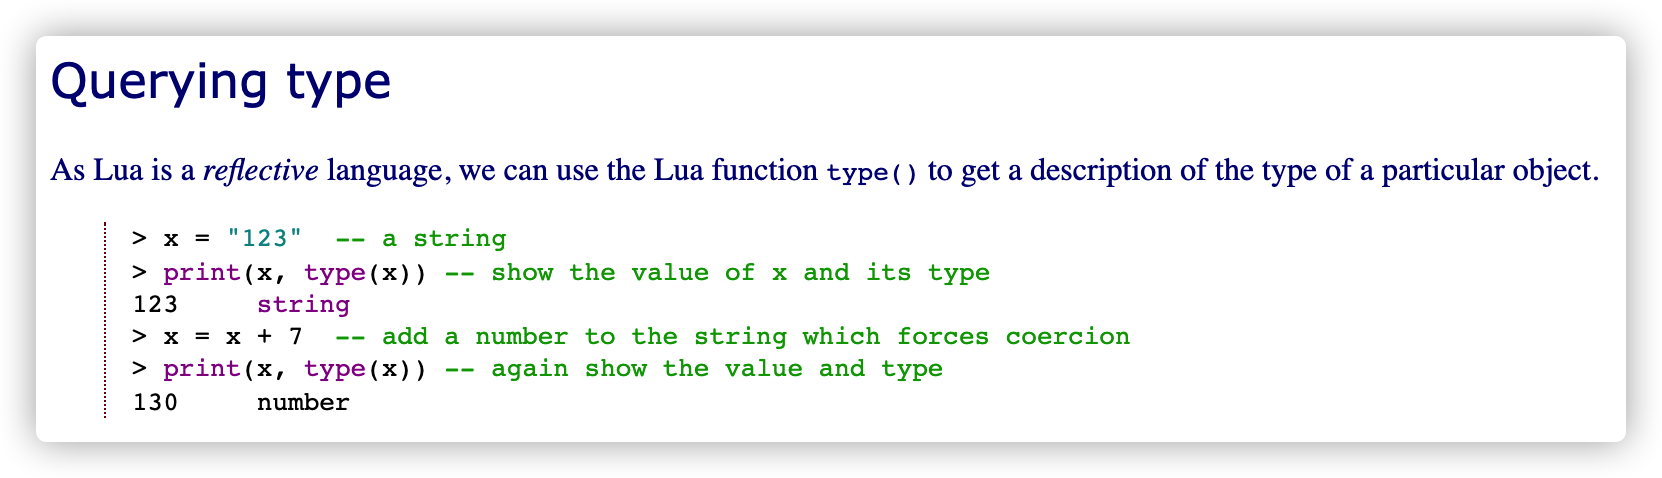 Querying type
As Lua is a reflective language, we can use the Lua function type() to get a description of the type of a particular object.
> x = "123"  -- a string
> print(x, type(x)) -- show the value of x and its type
123     string
> x = x + 7  -- add a number to the string which forces coercion
> print(x, type(x)) -- again show the value and type
130     number